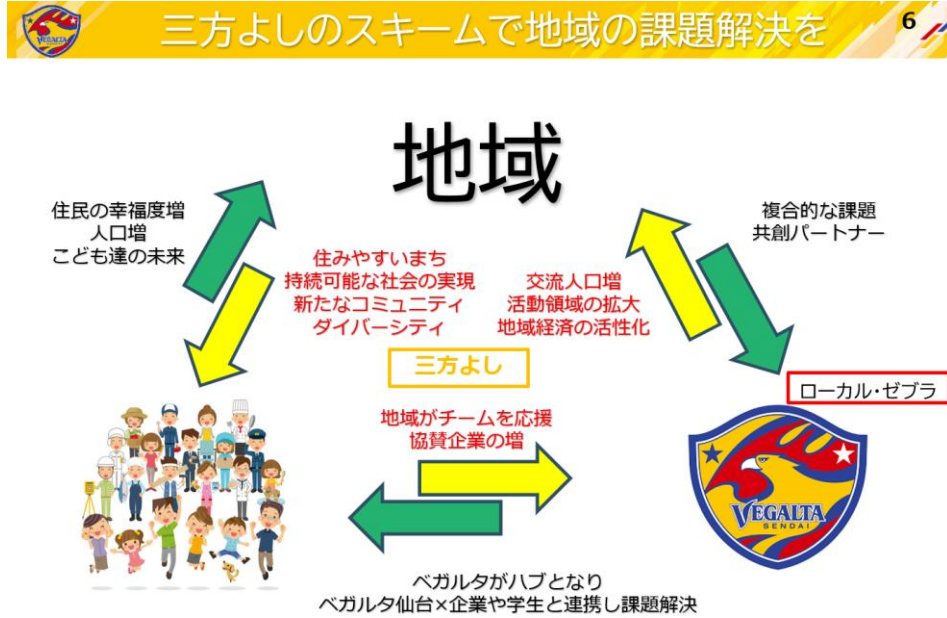 三方よしのスキームで地域の課題解決を
6
地域
住民の幸福度増
人口増
こども達の未来
住みやすいまち
持続可能な社会の実現
新たなコミュニティ
ダイバーシティ
交流人口増
活動領域の拡大
地域経済の活性化
複合的な課題
共創パートナー
三方よし
ローカル・ゼブラ
地域がチームを応援
協賛企業の増
VEGALTA
SENDAI
ベガルタがハブとなり
ベガルタ仙台×企業や学生と連携し課題解決